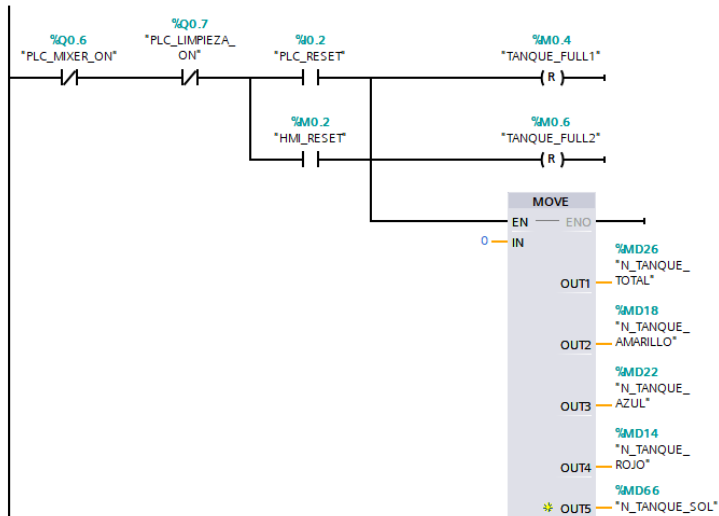 %Q0.6
"PLC_MIXER_ON"
%Q0.7
"PLC_LIMPIEZA_
ON"
%I0.2
"PLC_RESET"
%M0.4
"TANQUE_FULL1"
R
%M0.2
"HMI_RESET"
%M0.6
"TANQUE_FULL2"
R
MOVE
EN
ENO
0
IN
OUT1
%MD26
"N_TANQUE_
TOTAL"
OUT2
%MD18
"N_TANQUE_
AMARILLO"
OUT3
%MD22
"N_TANQUE_
AZUL"
OUT4
%MD14
"N_TANQUE_
ROJO"
OUT5
%MD66
"N_TANQUE_SOL"